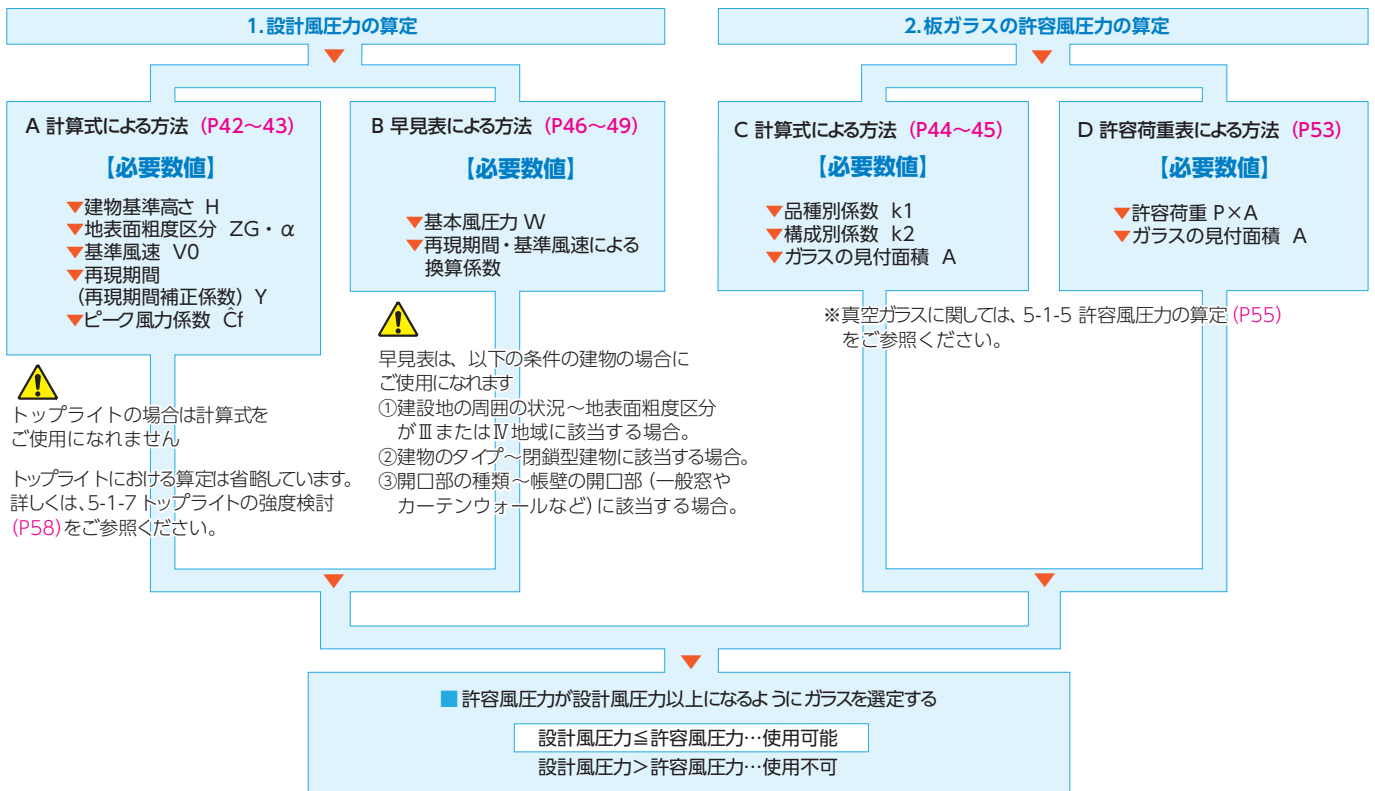 1.設計風圧力の算定
▼
A 計算式による方法 (P42～43)
【必要数値】
▼建物基準高さ H
▼地表面粗度区分 ZG・α
▼基準風速 V0
▼再現期間
(再現期間補正係数) Y
▼ピーク風力係数 Ĉf
トップライトの場合は計算式を
ご使用になれません
トップライトにおける算定は省略しています。
詳しくは、5-1-7 トップライトの強度検討
(P58)をご参照ください。
B 早見表による方法 (P46～49)
【必要数値】
▼基本風圧力 W
▼再現期間・基準風速による
換算係数
早見表は、以下の条件の建物の場合に
ご使用になれます
①建設地の周囲の状況～地表面粗度区分
がⅢまたはⅣ地域に該当する場合。
②建物のタイプ～閉鎖型建物に該当する場合。
③開口部の種類～帳壁の開口部（一般窓や
カーテンウォールなど）に該当する場合。
▼
2.板ガラスの許容風圧力の算定
▼
C 計算式による方法 (P44～45)
【必要数値】
▼品種別係数 k1
▼構成別係数 k2
▼ガラスの見付面積 A
D 許容荷重表による方法 (P53)
【必要数値】
▼許容荷重 P×A
▼ガラスの見付面積 A
※真空ガラスに関しては、5-1-5 許容風圧力の算定(P55)
をご参照ください。
▼
▼
■許容風圧力が設計風圧力以上になるようにガラスを選定する
設計風圧力≦許容風圧力…使用可能
設計風圧力＞許容風圧力…使用不可